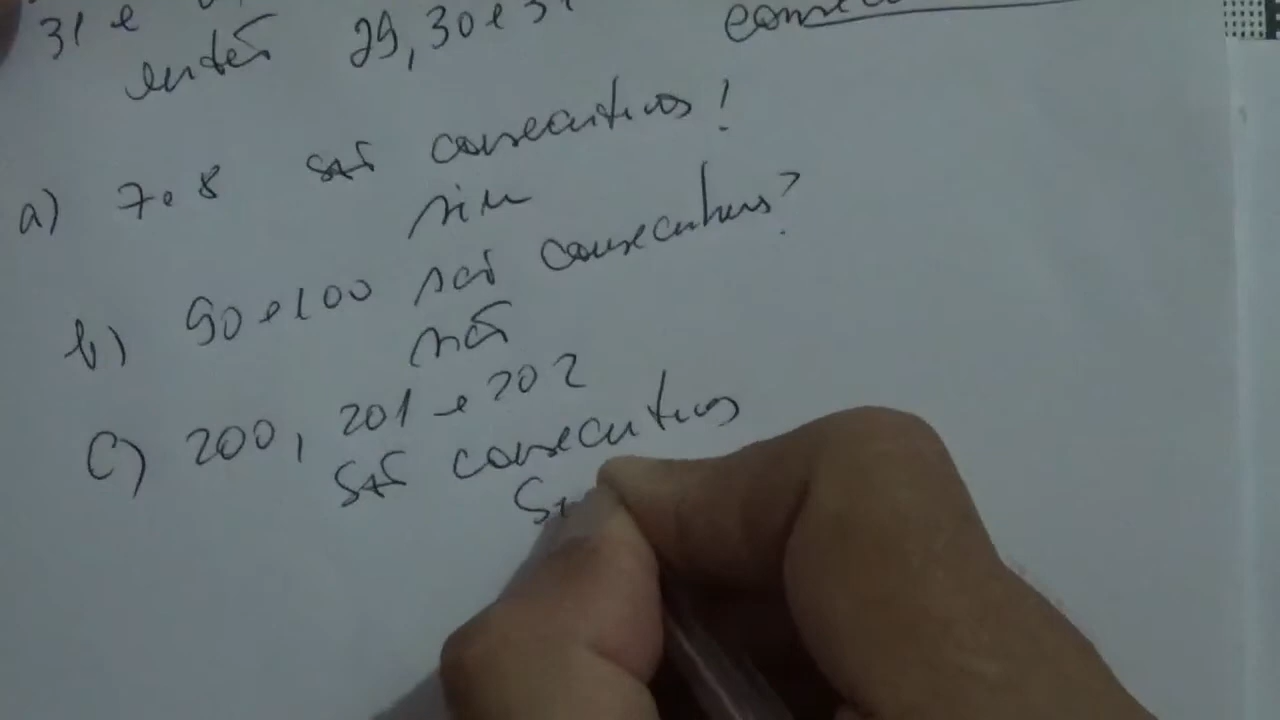 31 e
então 29, 30 e 31
a) 7 e 8 são consecutivos!
sim
b) 90 e 100 são consecutivos?
não
c) 200, 201 e 202
são consecutivos